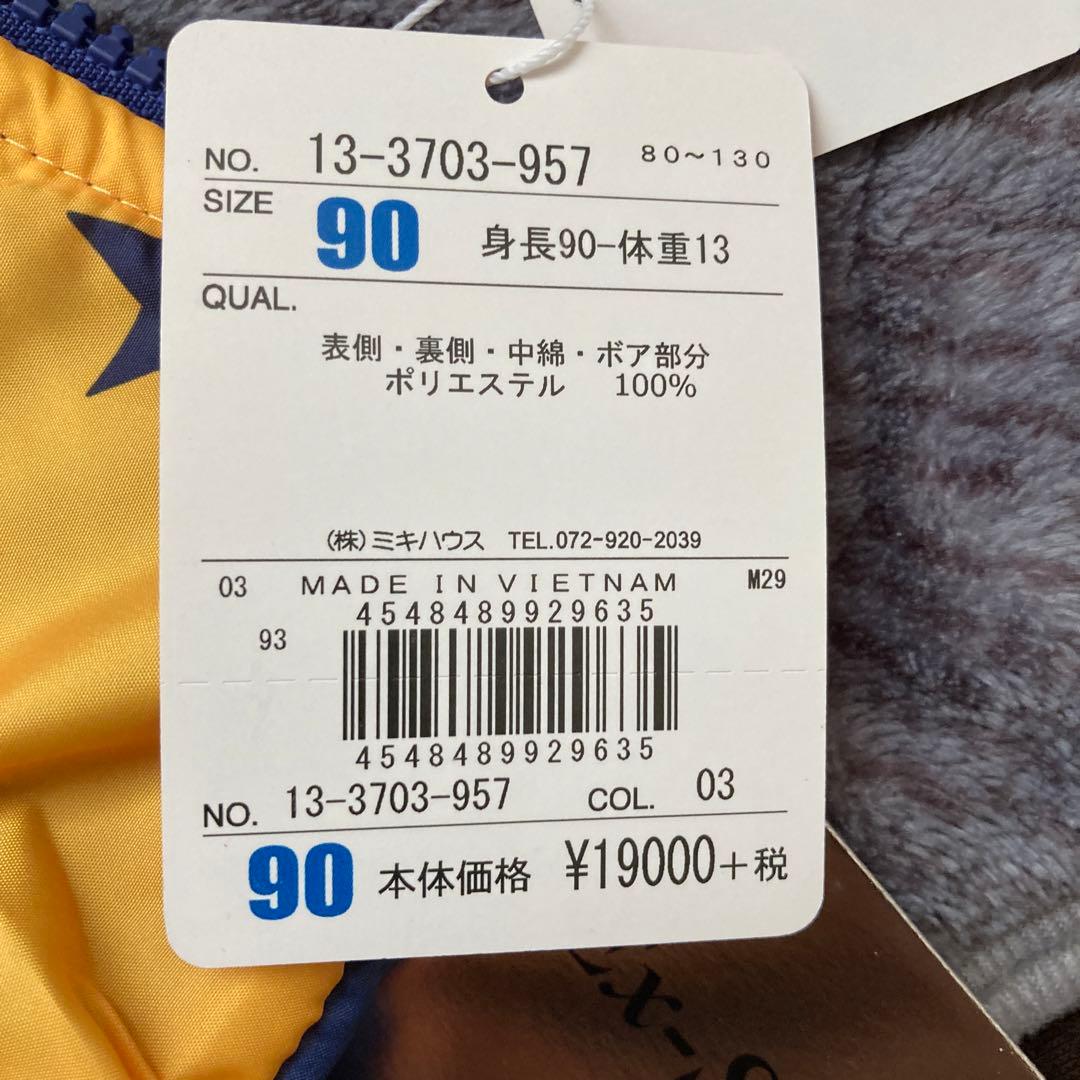 NO. 13-3703-957 80~130
SIZE 90 身長90-体重13
QUAL.
表側・裏側・中綿・ボア部分
ポリエステル 100%
(株)ミキハウス TEL.072-920-2039
03 MADE IN VIETNAM M29
4548489929635
93
4548489929635
NO. 13-3703-957 COL. 03
90 本体価格 ¥19000+税